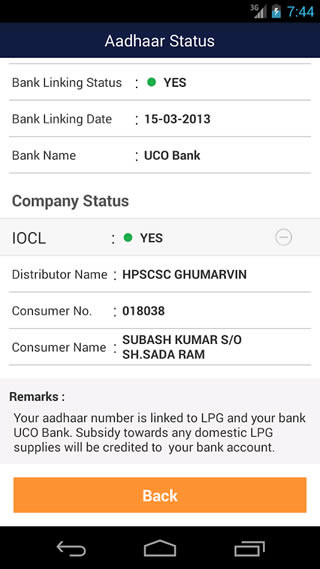 3G 7:44
Aadhaar Status
Bank Linking Status : YES
Bank Linking Date : 15-03-2013
Bank Name : UCO Bank
Company Status
IOCL : YES
Distributor Name : HPSCSC GHUMARVIN
Consumer No. : 018038
Consumer Name : SUBASH KUMAR S/O
SH.SADA RAM
Remarks :
Your aadhaar number is linked to LPG and your bank
UCO Bank. Subsidy towards any domestic LPG
supplies will be credited to your bank account.
Back